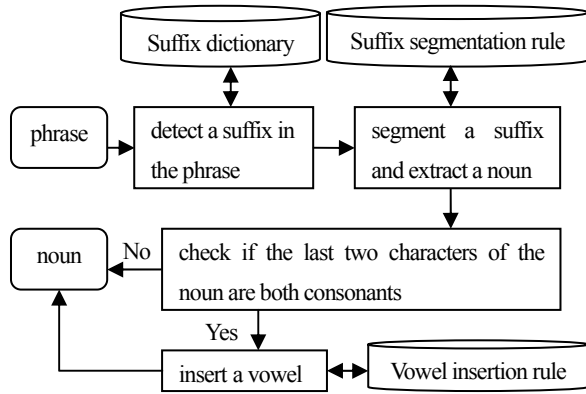 Suffix dictionary
Suffix segmentation rule
phrase
detect a suffix in
the phrase
segment a suffix
and extract a noun
noun
No
check if the last two characters of the
noun are both consonants
Yes
insert a vowel
Vowel insertion rule